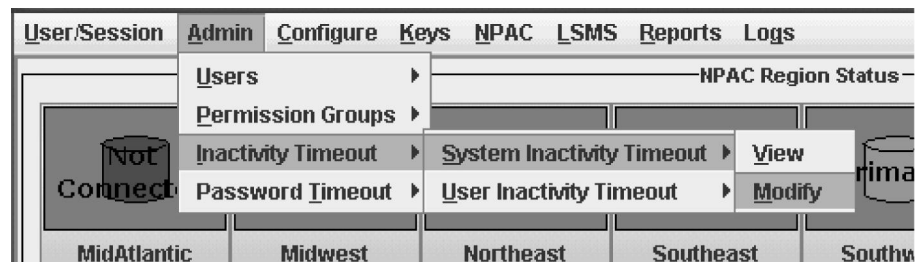 User/Session Admin Configure Keys NPAC LSMS Reports Logs
Users
NPAC Region Status
Permission Groups
Not
Inactivity Timeout System Inactivity Timeout View
Password Timeout User Inactivity Timeout Modify
MidAtlantic Midwest Northeast Southeast